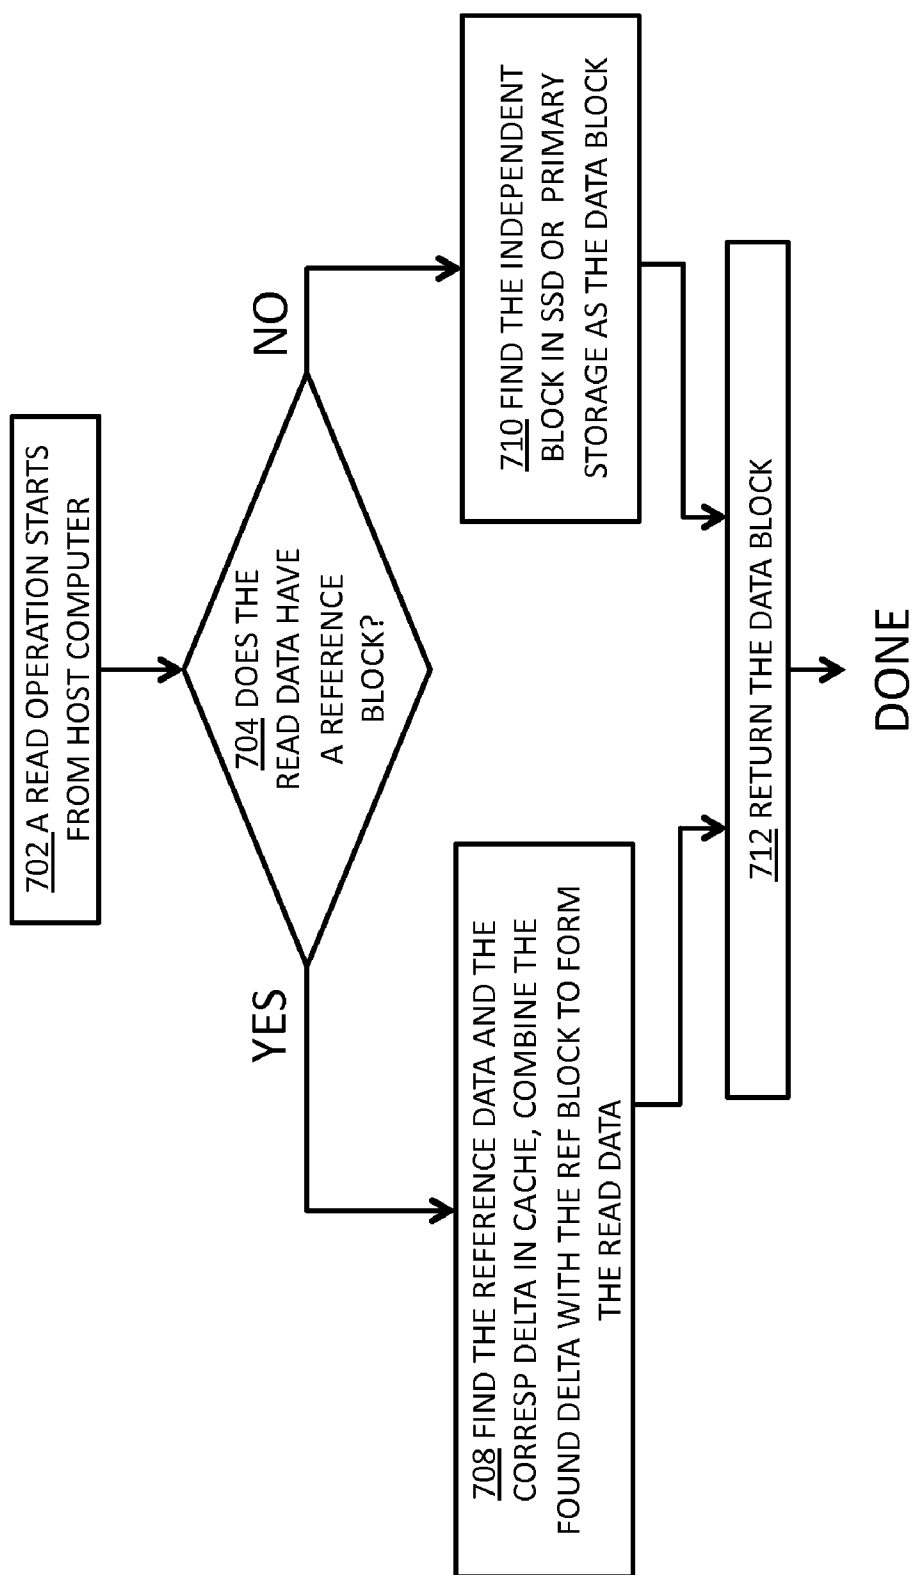 702 A READ OPERATION STARTS
FROM HOST COMPUTER
704 DOES THE
READ DATA HAVE
A REFERENCE
BLOCK?
YES
NO
708 FIND THE REFERENCE DATA AND THE
CORRESP DELTA IN CACHE, COMBINE THE
FOUND DELTA WITH THE REF BLOCK TO FORM
THE READ DATA
710 FIND THE INDEPENDENT
BLOCK IN SSD OR PRIMARY
STORAGE AS THE DATA BLOCK
712 RETURN THE DATA BLOCK
DONE